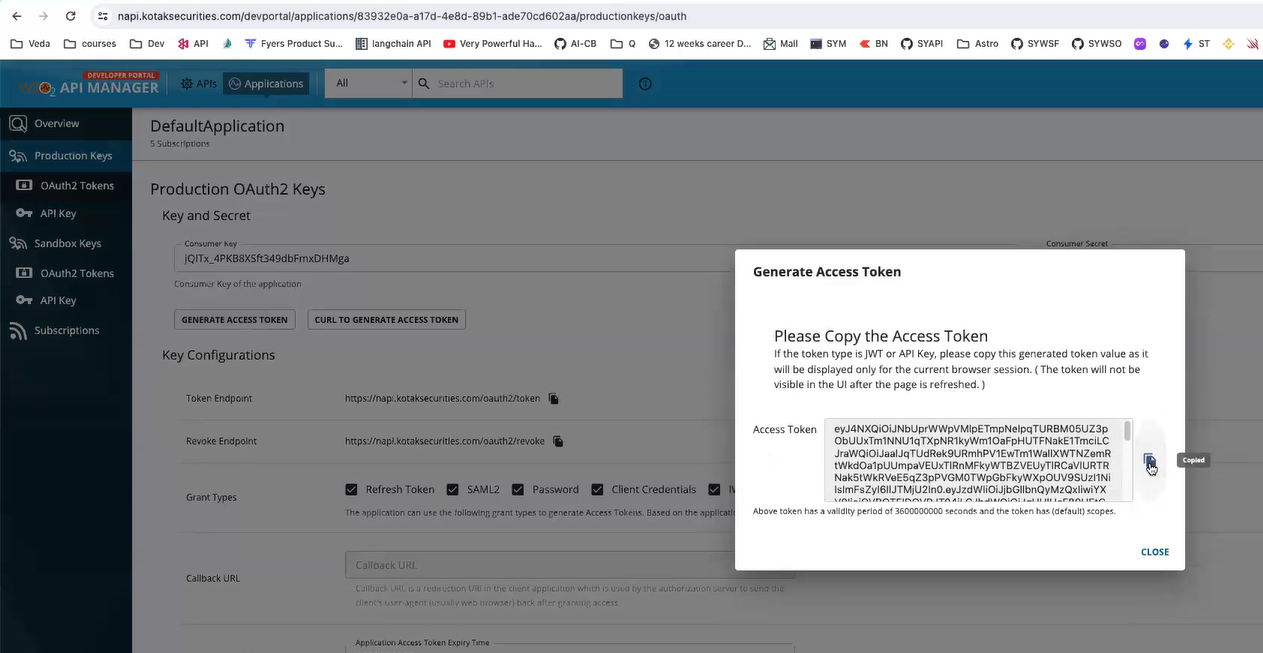 napi.kotaksecurities.com/devportal/applications/83932e0a-a17d-4e8d-89b1-ade70cd602aa/productionkeys/oauth
Veda courses Dev API Fyers Product Su... langchain API Very Powerful Ha... AI-CB Q 12 weeks career D... Mail SYM BN SYAPI Astro SYWSF SYWSO ST
DEVELOPER PORTAL
WSO2 API MANAGER APIs Applications All Search APIs
Overview
Production Keys
OAuth2 Tokens
API Key
Sandbox Keys
OAuth2 Tokens
API Key
Subscriptions
DefaultApplication
5 Subscriptions
Production OAuth2 Keys
Key and Secret
Consumer Key
jQITx_4PKB8XSft349dbFmxDHMga
Consumer Secret
Consumer Key of the application
GENERATE ACCESS TOKEN CURL TO GENERATE ACCESS TOKEN
Key Configurations
Token Endpoint https://napi.kotaksecurities.com/oauth2/token
Revoke Endpoint https://napi.kotaksecurities.com/oauth2/revoke
Grant Types Refresh Token SAML2 Password Client Credentials
The application can use the following grant types to generate Access Tokens. Based on the
Callback URL
Callback URL
Callback URL is a redirection URI in the client application which is used by the authorization server to send the
client's user-agent (usually web browser) back after granting access.
Application Access Token Expiry Time
Generate Access Token
Please Copy the Access Token
If the token type is JWT or API Key, please copy this generated token value as it
will be displayed only for the current browser session. ( The token will not be
visible in the UI after the page is refreshed. )
Access Token
Copied
Above token has a validity period of 3600000000 seconds and the token has (default) scopes.
CLOSE